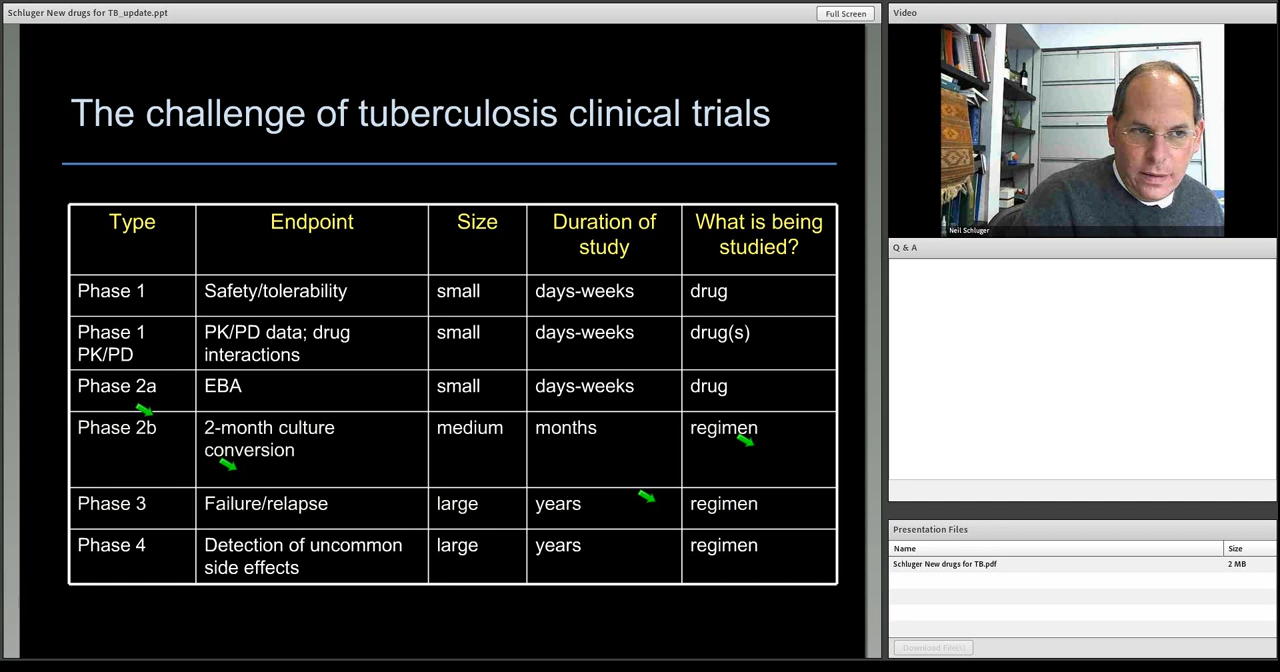 Schluger New drugs for TB_update.ppt
Full Screen
The challenge of tuberculosis clinical trials
Type Endpoint Size Duration of study What is being studied?
Phase 1 Safety/tolerability small days-weeks drug
Phase 1 PK/PD PK/PD data; drug interactions small days-weeks drug(s)
Phase 2a EBA small days-weeks drug
Phase 2b 2-month culture conversion medium months regimen
Phase 3 Failure/relapse large years regimen
Phase 4 Detection of uncommon side effects large years regimen
Video
Neil Schluger
Q & A
Presentation Files
Name Size
Schluger New drugs for TB.pdf 2 MB
Download File(s)